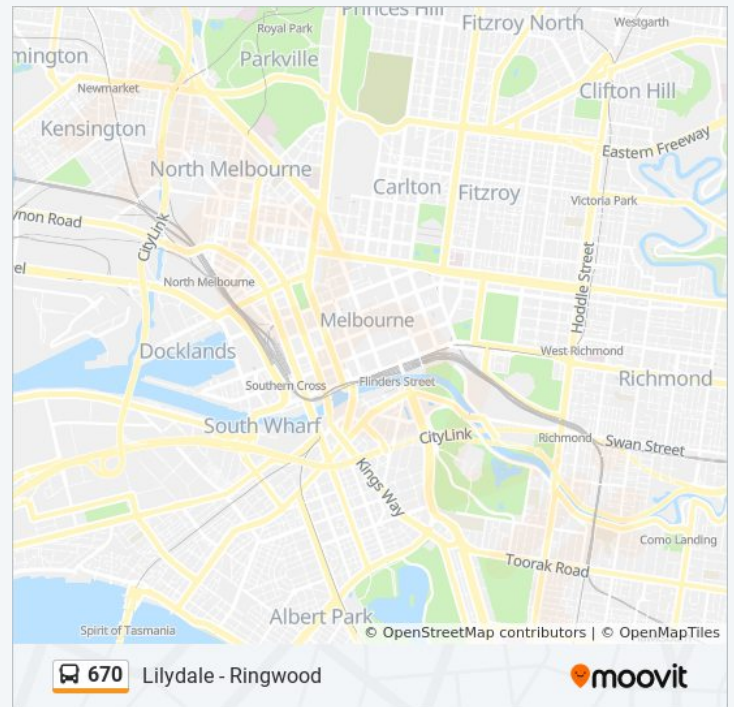 Princes Hill
Fitzroy North
Westgarth
Royal Park
mington
Parkville
Newmarket
Clifton Hill
Kensington
Eastern Freeway
North Melbourne
Carlton
Fitzroy
Victoria Park
ynon Road
CityLink
Hoddle Street
el
North Melbourne
Melbourne
Docklands
West Richmond
Southern Cross
Flinders Street
Richmond
South Wharf
CityLink
Richmond
Swan Street
Kings Way
Como Landing
Toorak Road
Albert Park
Spirit of Tasmania
© OpenStreetMap contributors | © OpenMapTiles
670 Lilydale - Ringwood
moovit